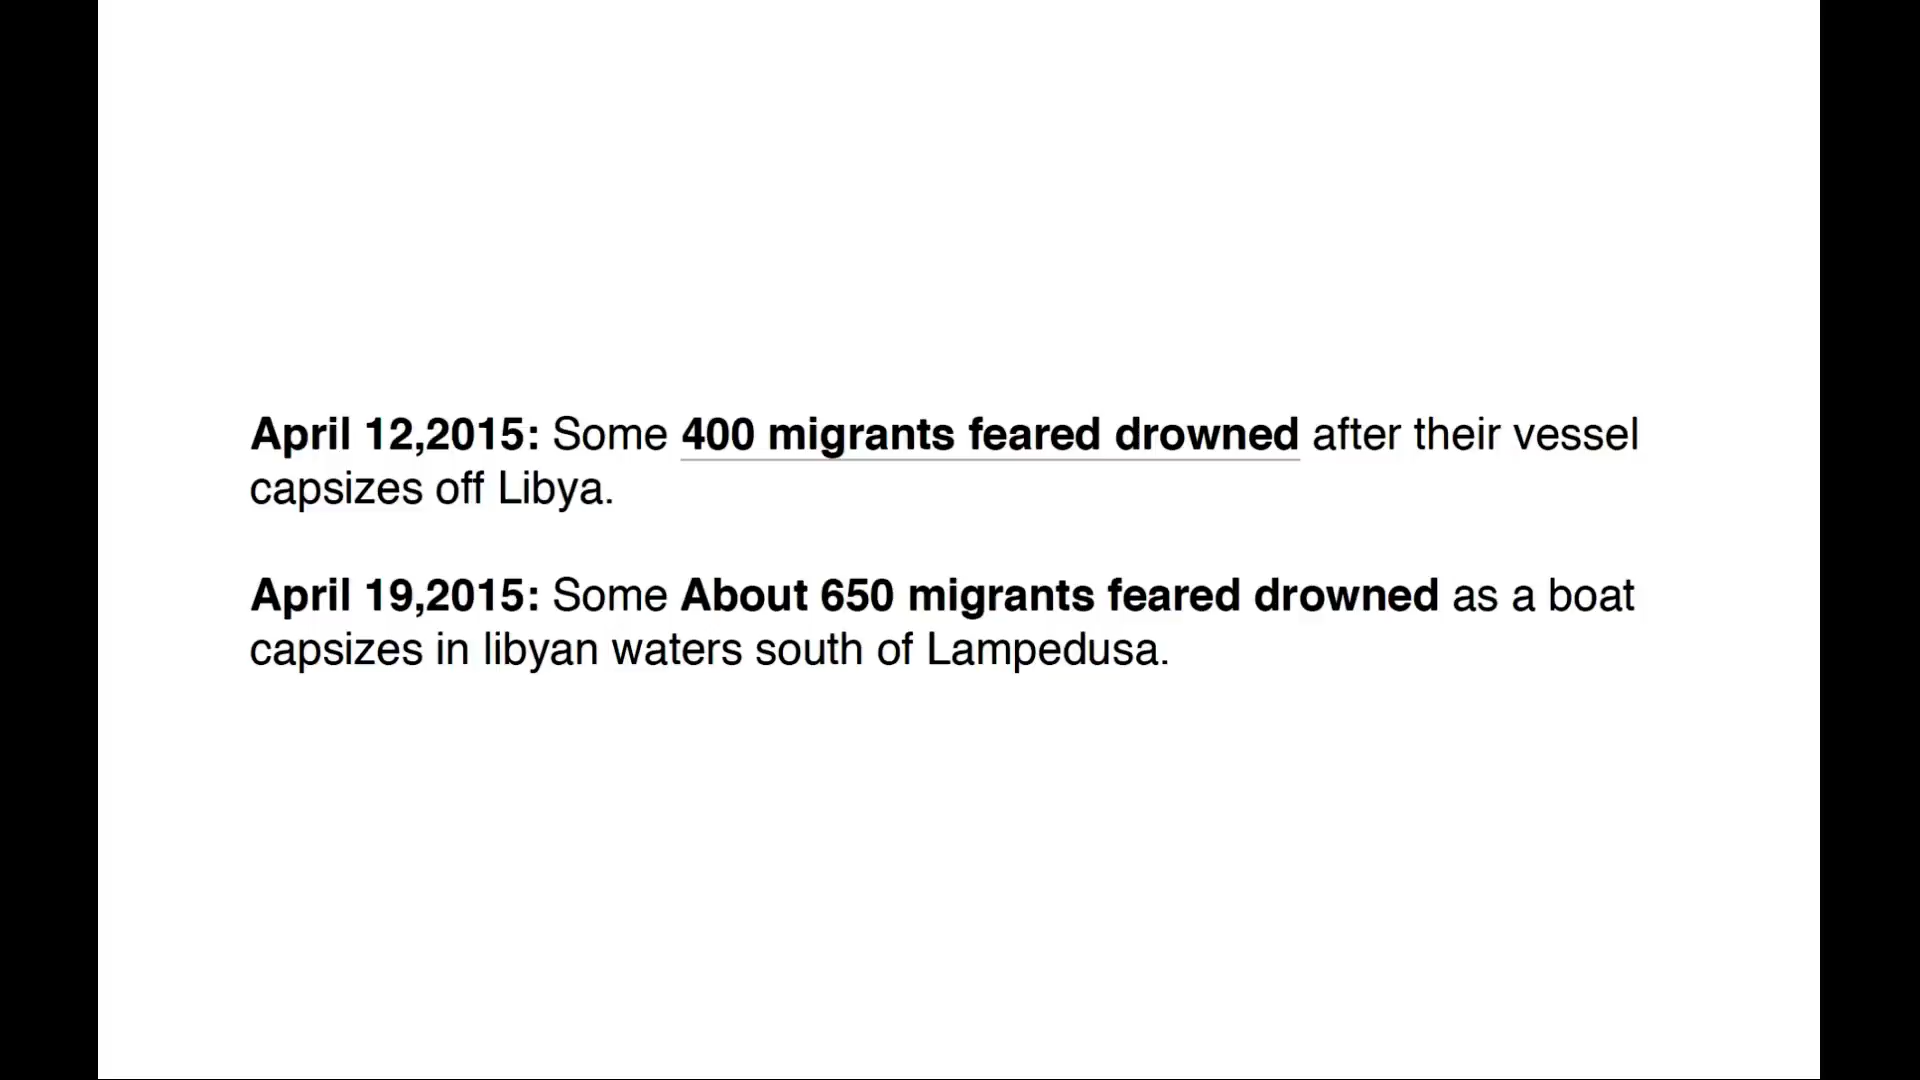 April 12,2015: Some 400 migrants feared drowned after their vessel
capsizes off Libya.
April 19,2015: Some About 650 migrants feared drowned as a boat
capsizes in libyan waters south of Lampedusa.